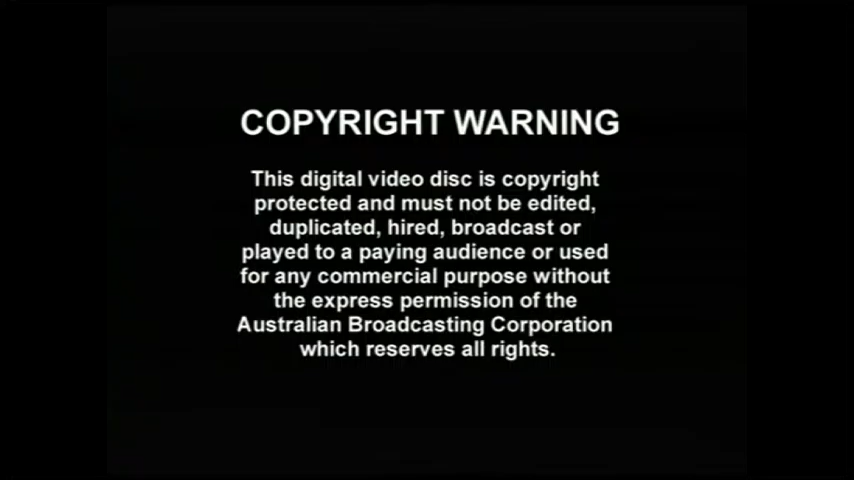 COPYRIGHT WARNING
This digital video disc is copyright
protected and must not be edited,
duplicated, hired, broadcast or
played to a paying audience or used
for any commercial purpose without
the express permission of the
Australian Broadcasting Corporation
which reserves all rights.